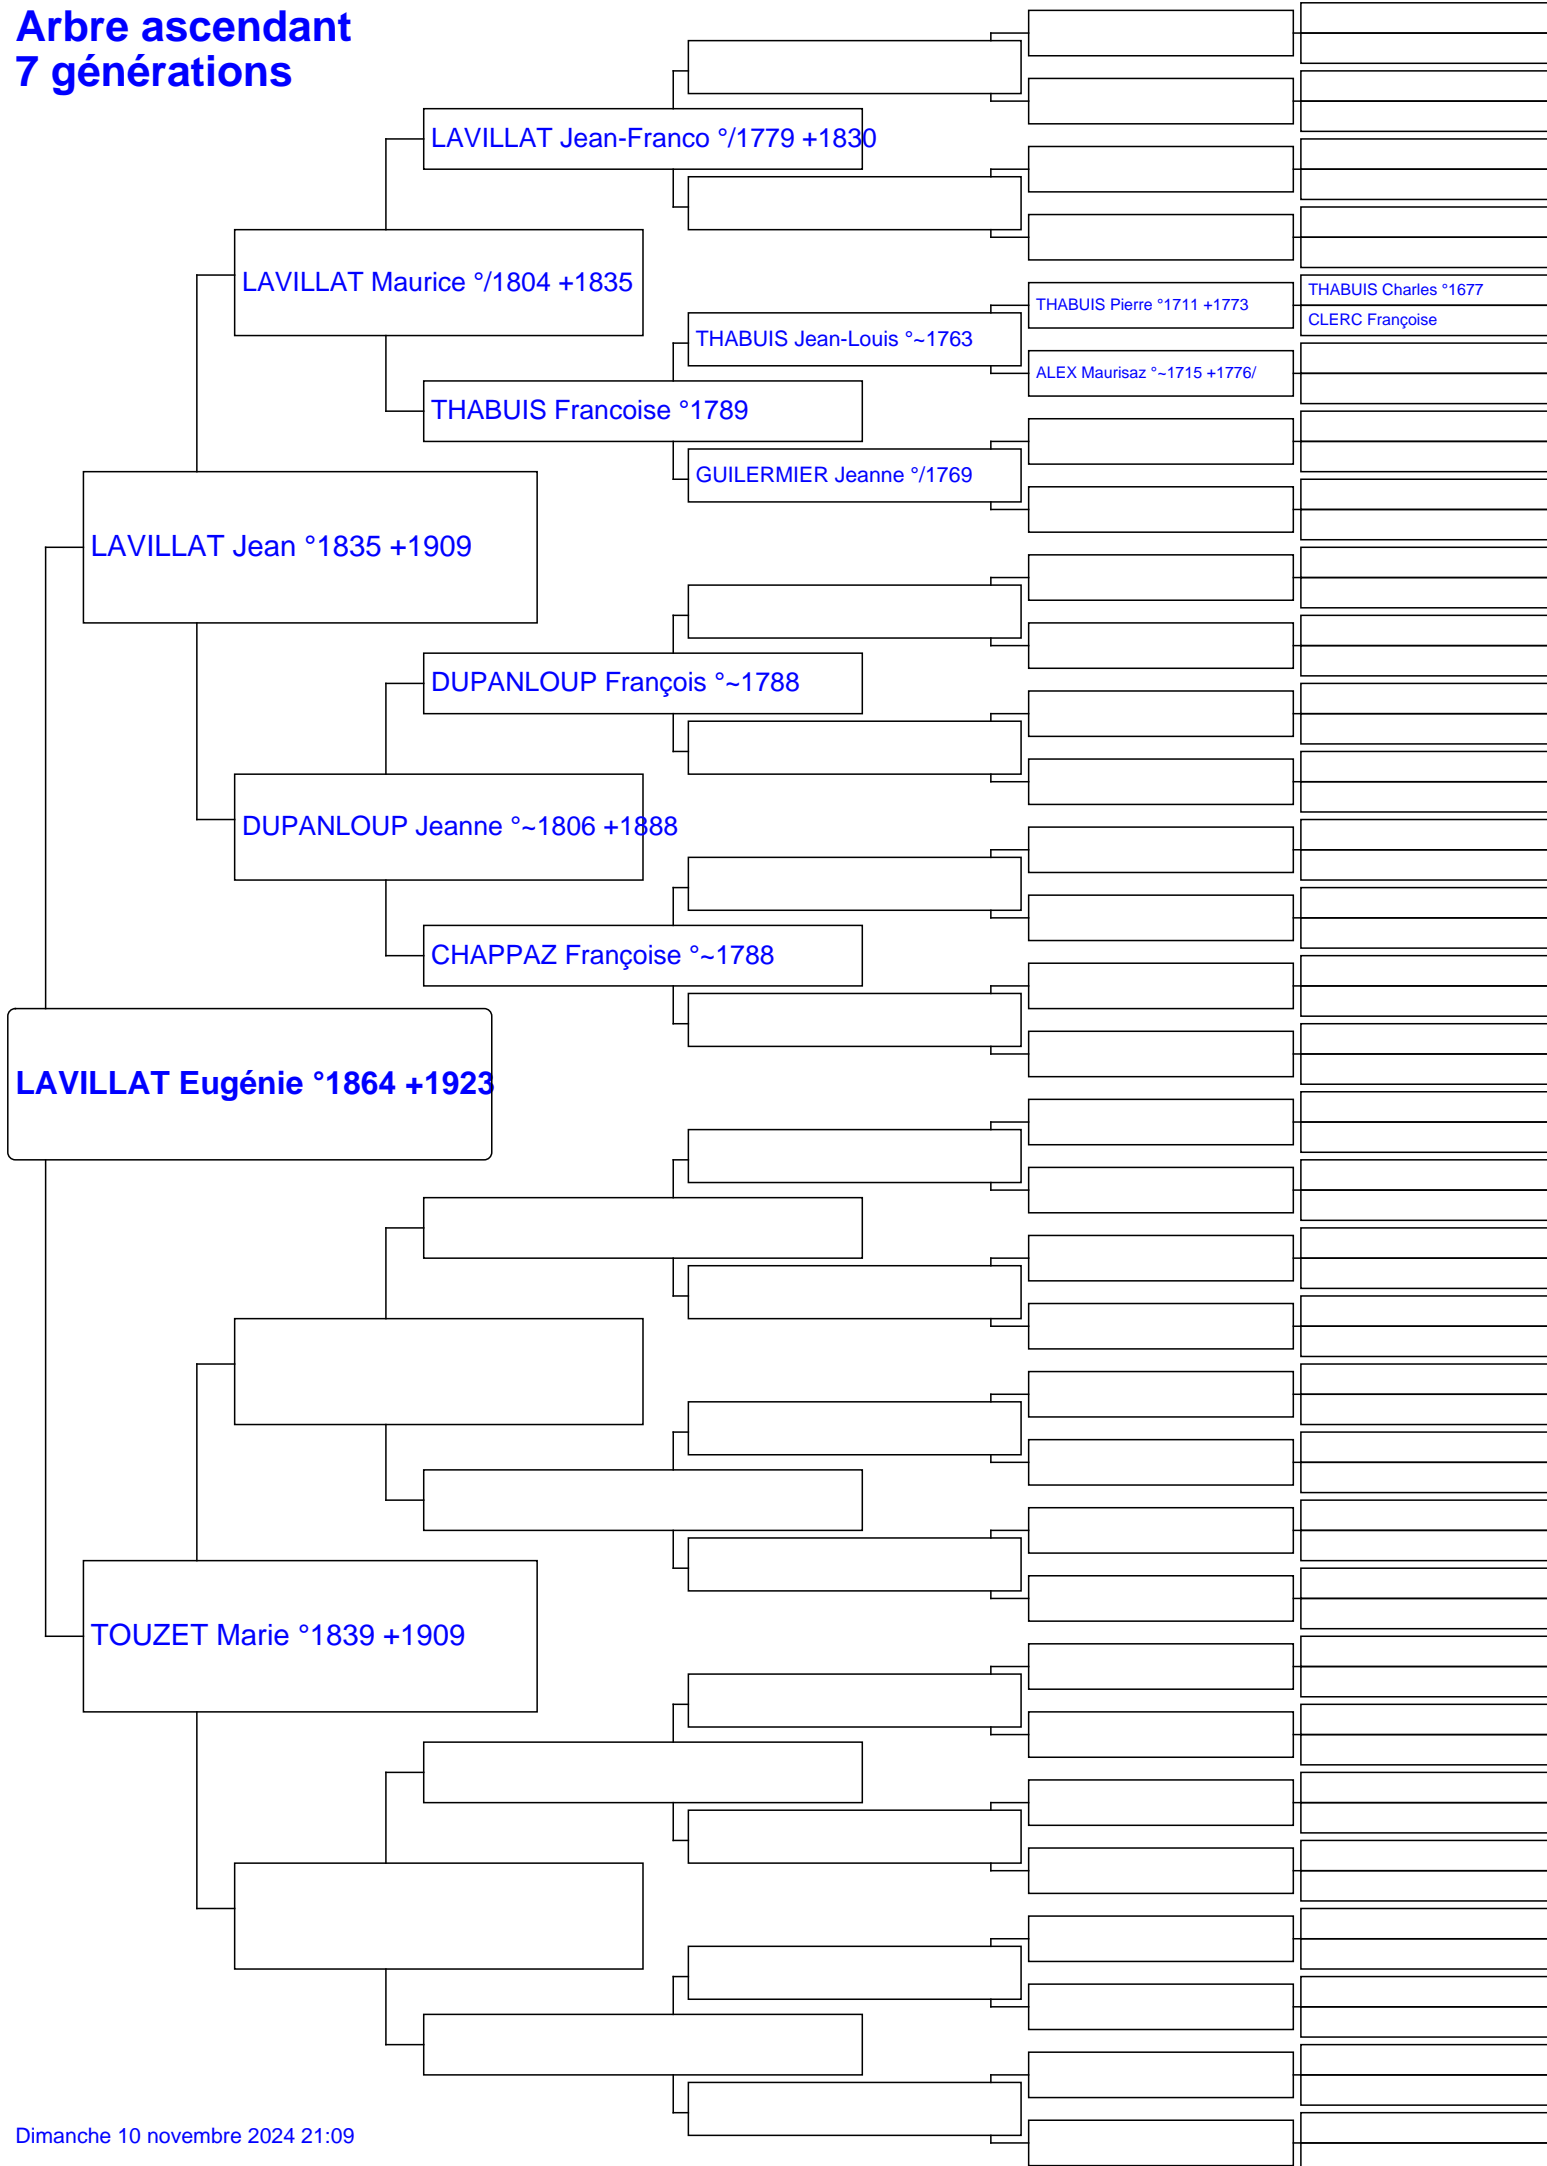 Arbre ascendant
7 générations
LAVILLAT Jean-Franco °/1779 +1830
LAVILLAT Maurice °/1804 +1835
THABUIS Charles °1677
THABUIS Pierre °1711 +1773
CLERC Françoise
THABUIS Jean-Louis °~1763
ALEX Maurisaz °~1715 +1776/
THABUIS Francoise °1789
GUILERMIER Jeanne °/1769
LAVILLAT Jean °1835 +1909
DUPANLOUP François °~1788
DUPANLOUP Jeanne °~1806 +1888
CHAPPAZ Françoise °~1788
LAVILLAT Eugénie °1864 +1923
TOUZET Marie °1839 +1909
Dimanche 10 novembre 2024 21:09